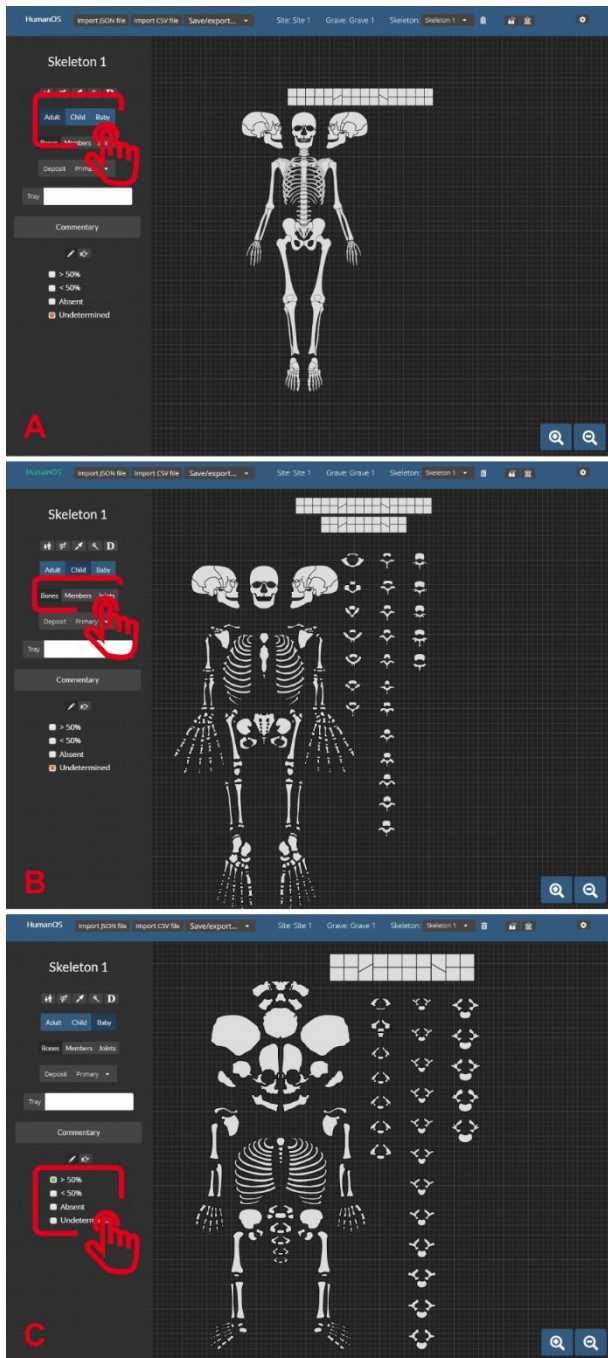 HumanOS Import JSON file Import CSV file Save/export... Site: Site 1 Grave: Grave 1 Skeleton: Skeleton 1
Skeleton 1
D
Adult Child Baby
Bones Members
Deposit Primary
Tray
Commentary
> 50%
< 50%
Absent
Undetermined
A
HumanOS Import JSON file Import CSV file Save/export... Site: Site 1 Grave: Grave 1 Skeleton: Skeleton 1
Skeleton 1
D
Adult Child Baby
Bones Members Joints
Deposit Primary
Tray
Commentary
> 50%
< 50%
Absent
Undetermined
B
HumanOS Import JSON file Import CSV file Save/export... Site: Site 1 Grave: Grave 1 Skeleton: Skeleton 1
Skeleton 1
D
Adult Child Baby
Bones Members Joints
Deposit Primary
Tray
Commentary
> 50%
< 50%
Absent
C